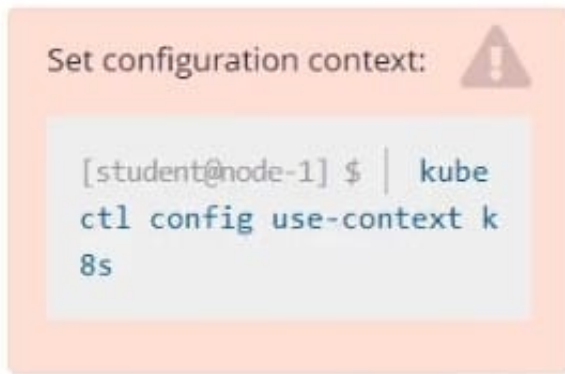 Set configuration context:
[student@node-1] $ | kube
ctl config use-context k
8s